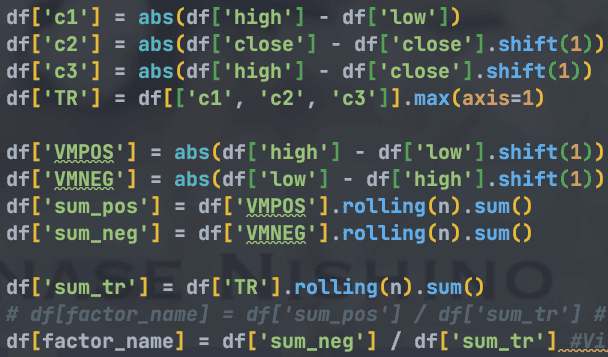 df['c1'] = abs(df['high'] - df['low'])
df['c2'] = abs(df['close'] - df['close'].shift(1))
df['c3'] = abs(df['high'] - df['close'].shift(1))
df['TR'] = df[['c1', 'c2', 'c3']].max(axis=1)
df['VMPOS'] = abs(df['high'] - df['low'].shift(1))
df['VMNEG'] = abs(df['low'] - df['high'].shift(1))
df['sum_pos'] = df['VMPOS'].rolling(n).sum()
df['sum_neg'] = df['VMNEG'].rolling(n).sum()
NASE NISHINO
df['sum_tr'] = df['TR'].rolling(n).sum()
# df[factor_name] = df['sum_pos'] / df['sum_tr'] #
df[factor_name] = df['sum_neg'] / df['sum_tr'] #Vi